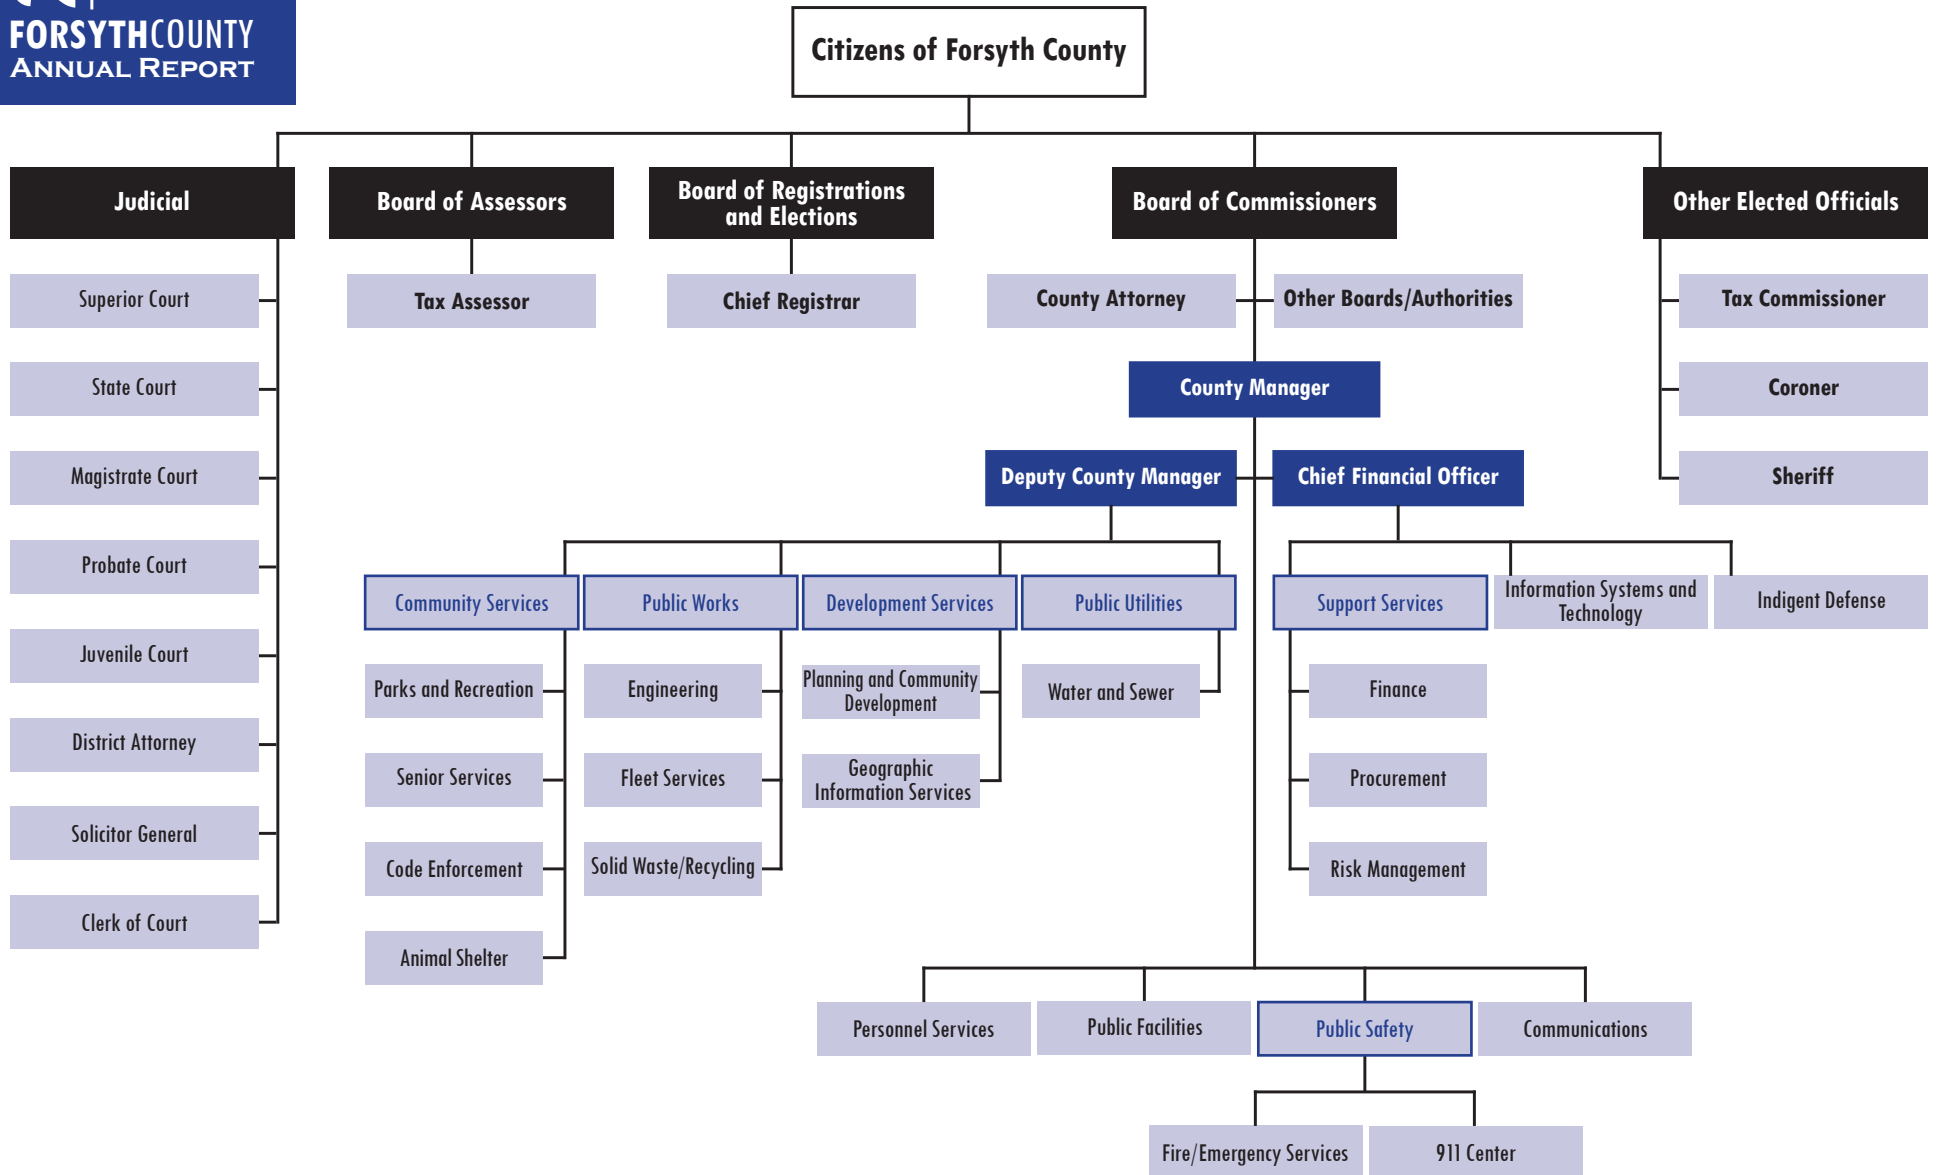 FORSYTHCOUNTY
ANNUAL REPORT
Citizens of Forsyth County
Judicial
Board of Assessors
Board of Registrations
and Elections
Board of Commissioners
Other Elected Officials
Superior Court
Tax Assessor
Chief Registrar
County Attorney
Other Boards/Authorities
Tax Commissioner
State Court
County Manager
Coroner
Magistrate Court
Deputy County Manager
Chief Financial Officer
Sheriff
Probate Court
Community Services
Public Works
Development Services
Public Utilities
Support Services
Information Systems and
Technology
Indigent Defense
Juvenile Court
Parks and Recreation
Engineering
Planning and Community
Development
Water and Sewer
Finance
District Attorney
Senior Services
Fleet Services
Geographic
Information Services
Procurement
Solicitor General
Code Enforcement
Solid Waste/Recycling
Risk Management
Clerk of Court
Animal Shelter
Personnel Services
Public Facilities
Public Safety
Communications
Fire/Emergency Services
911 Center